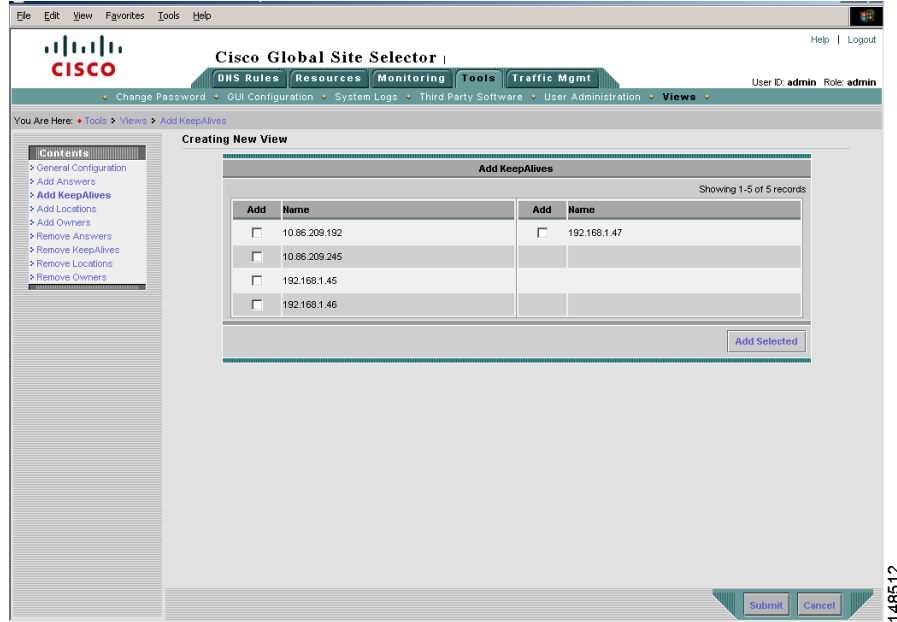 File Edit View Favorites Tools Help
Help | Logout
CISCO
Cisco Global Site Selector
DNS Rules Resources Monitoring Tools Traffic Mgmt
User ID: admin Role: admin
Change Password GUI Configuration System Logs Third Party Software User Administration Views
You Are Here: Tools Views Add KeepAlives
Creating New View
Contents
General Configuration
Add Answers
Add KeepAlives
Add Locations
Add Owners
Remove Answers
Remove KeepAlives
Remove Locations
Remove Owners
Add KeepAlives
Showing 1-5 of 5 records
Add Name Add Name
10.86.209.192 192.168.1.47
10.86.209.245
192.168.1.45
192.168.1.46
Add Selected
Submit Cancel
148512